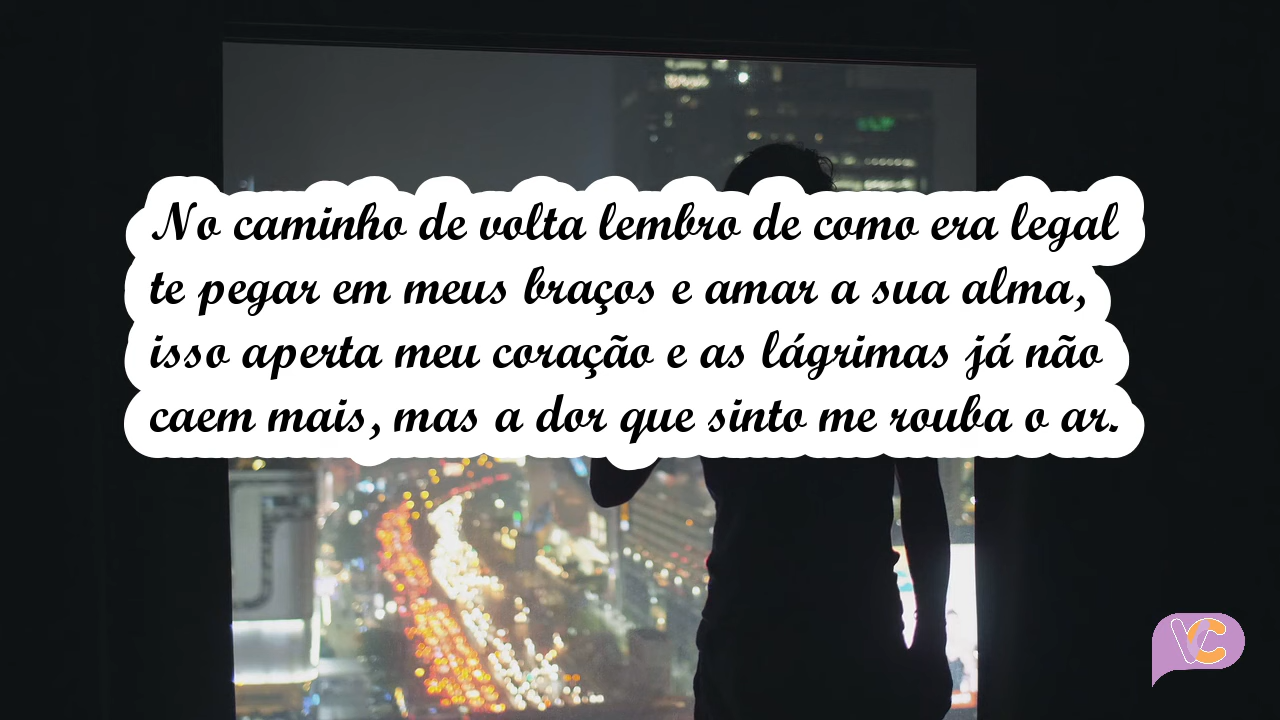 No caminho de volta lembro de como era legal
te pegar em meus braços e amar a sua alma,
isso aperta meu coração e as lágrimas já não
caem mais, mas a dor que sinto me rouba o ar.
VC